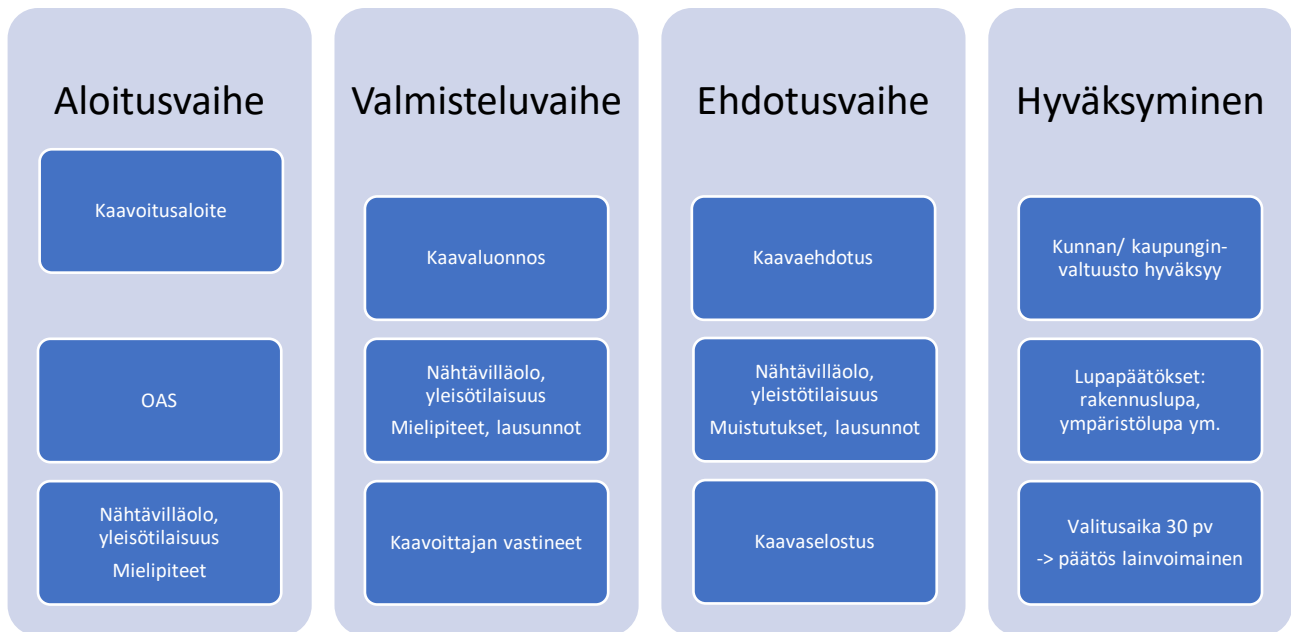 Aloitusvaihe
Kaavoitusaloite
OAS
Nähtävilläolo,
yleisötilaisuus
Mielipiteet
Valmisteluvaihe
Kaavaluonnos
Nähtävilläolo,
yleisötilaisuus
Mielipiteet, lausunnot
Kaavoittajan vastineet
Ehdotusvaihe
Kaavaehdotus
Nähtävilläolo,
yleistötilaisuus
Muistutukset, lausunnot
Kaavaselostus
Hyväksyminen
Kunnan/ kaupungin-
valtuusto hyväksyy
Lupapäätökset:
rakennuslupa,
ympäristölupa ym.
Valitusaika 30 pv
-> päätös lainvoimainen